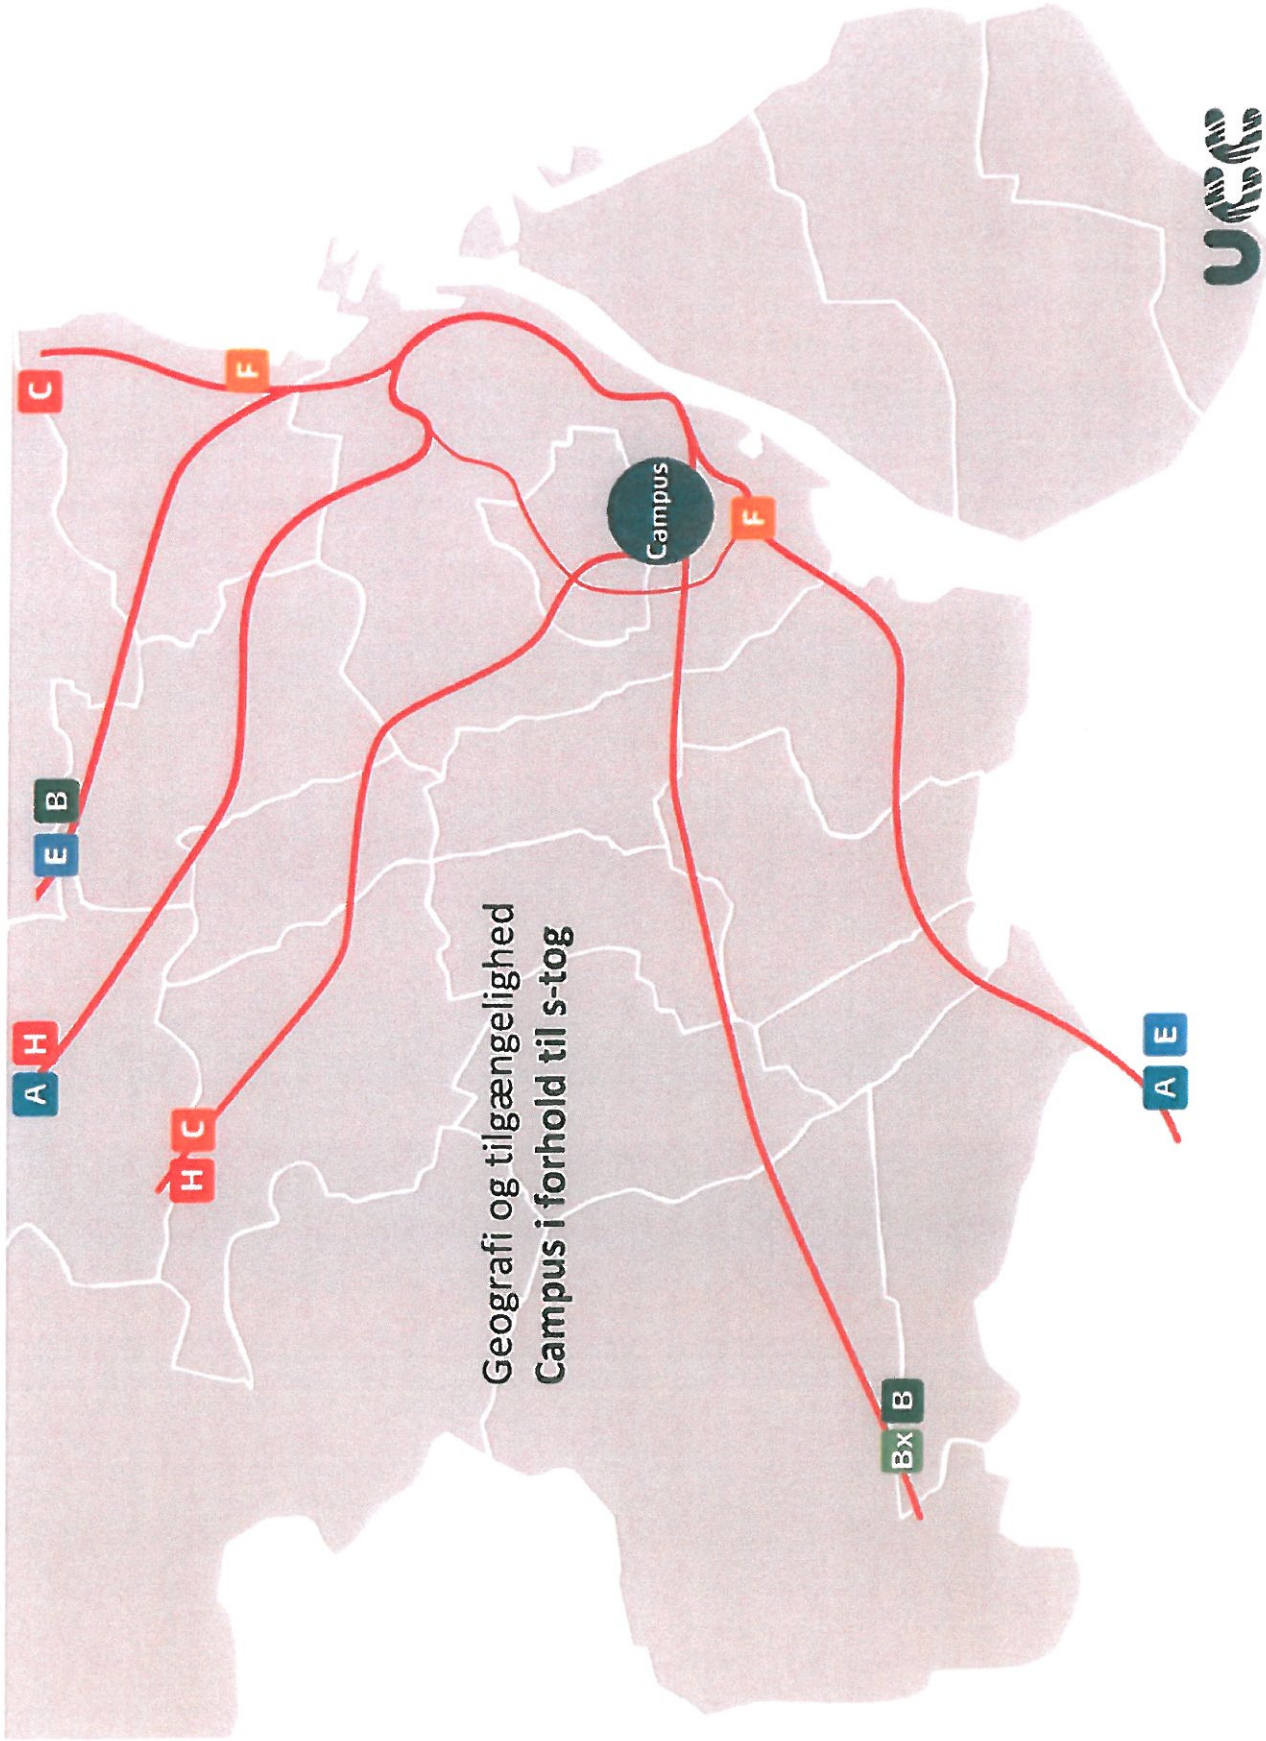 A H
C
E B
H C
F
Geografi og tilgængelighed
Campus i forhold til s-tog
Campus
F
Bx B
A E
UCC